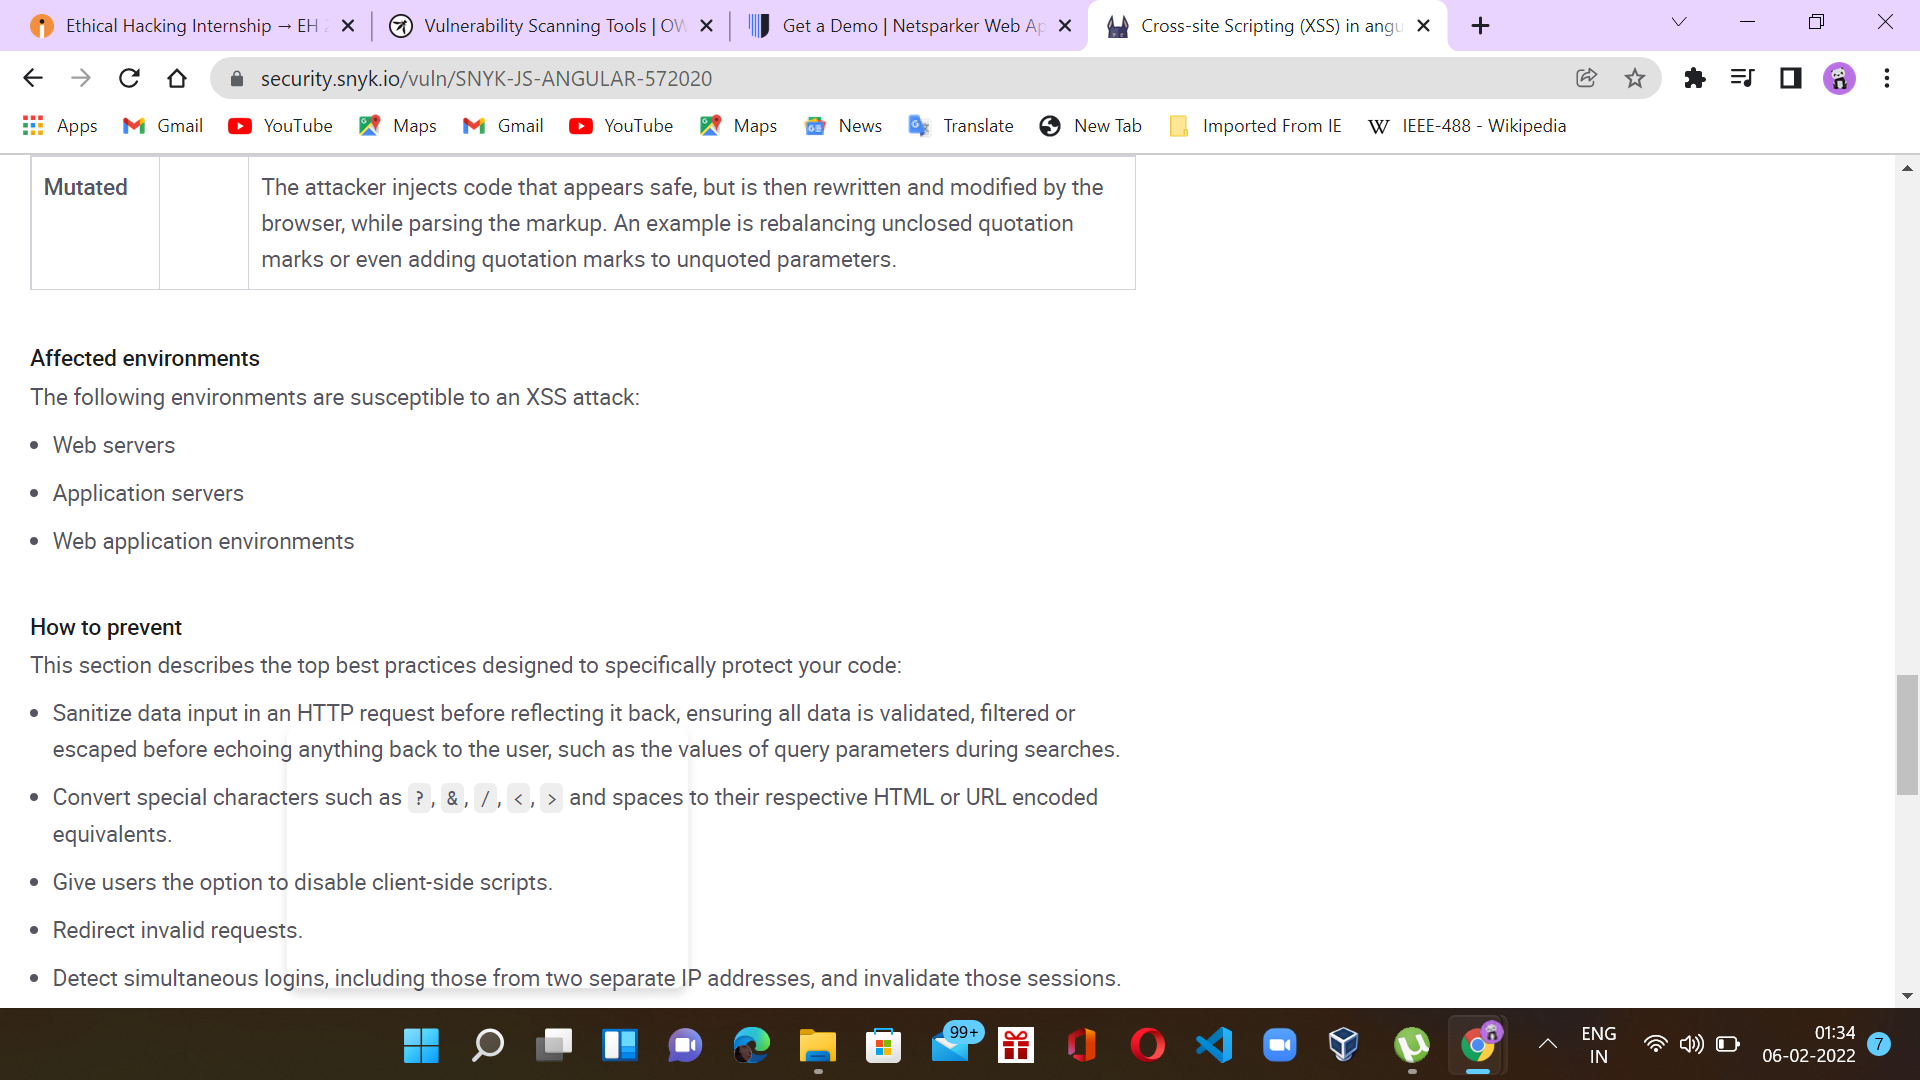 Ethical Hacking Internship → EH 2
Vulnerability Scanning Tools | OW
Get a Demo | Netsparker Web Ap
Cross-site Scripting (XSS) in angu
security.snyk.io/vuln/SNYK-JS-ANGULAR-572020
Apps Gmail YouTube Maps Gmail YouTube Maps News Translate New Tab Imported From IE IEEE-488 - Wikipedia
Mutated
The attacker injects code that appears safe, but is then rewritten and modified by the
browser, while parsing the markup. An example is rebalancing unclosed quotation
marks or even adding quotation marks to unquoted parameters.
Affected environments
The following environments are susceptible to an XSS attack:
• Web servers
• Application servers
• Web application environments
How to prevent
This section describes the top best practices designed to specifically protect your code:
• Sanitize data input in an HTTP request before reflecting it back, ensuring all data is validated, filtered or
escaped before echoing anything back to the user, such as the values of query parameters during searches.
• Convert special characters such as ?, &, /, <, > and spaces to their respective HTML or URL encoded
equivalents.
• Give users the option to disable client-side scripts.
• Redirect invalid requests.
• Detect simultaneous logins, including those from two separate IP addresses, and invalidate those sessions.
99+
ENG
IN
01:34
06-02-2022
7